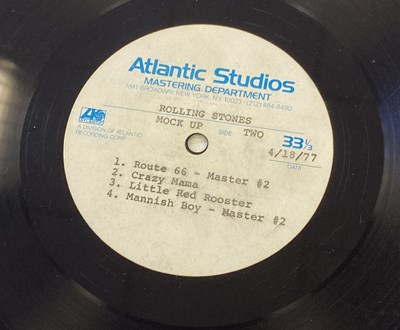 Atlantic Studios
MASTERING DEPARTMENT
1841 BROADWAY NEW YORK, NY 10023 • (212) 484-8490
ROLLING STONES
MOCK UP SIDE TWO 33⅓
A DIVISION OF ATLANTIC
RECORDING CORP.
4/18/77
DATE
1. Route 66 - Master #2
2. Crazy Mama
3. Little Red Rooster
4. Mannish Boy - Master #2